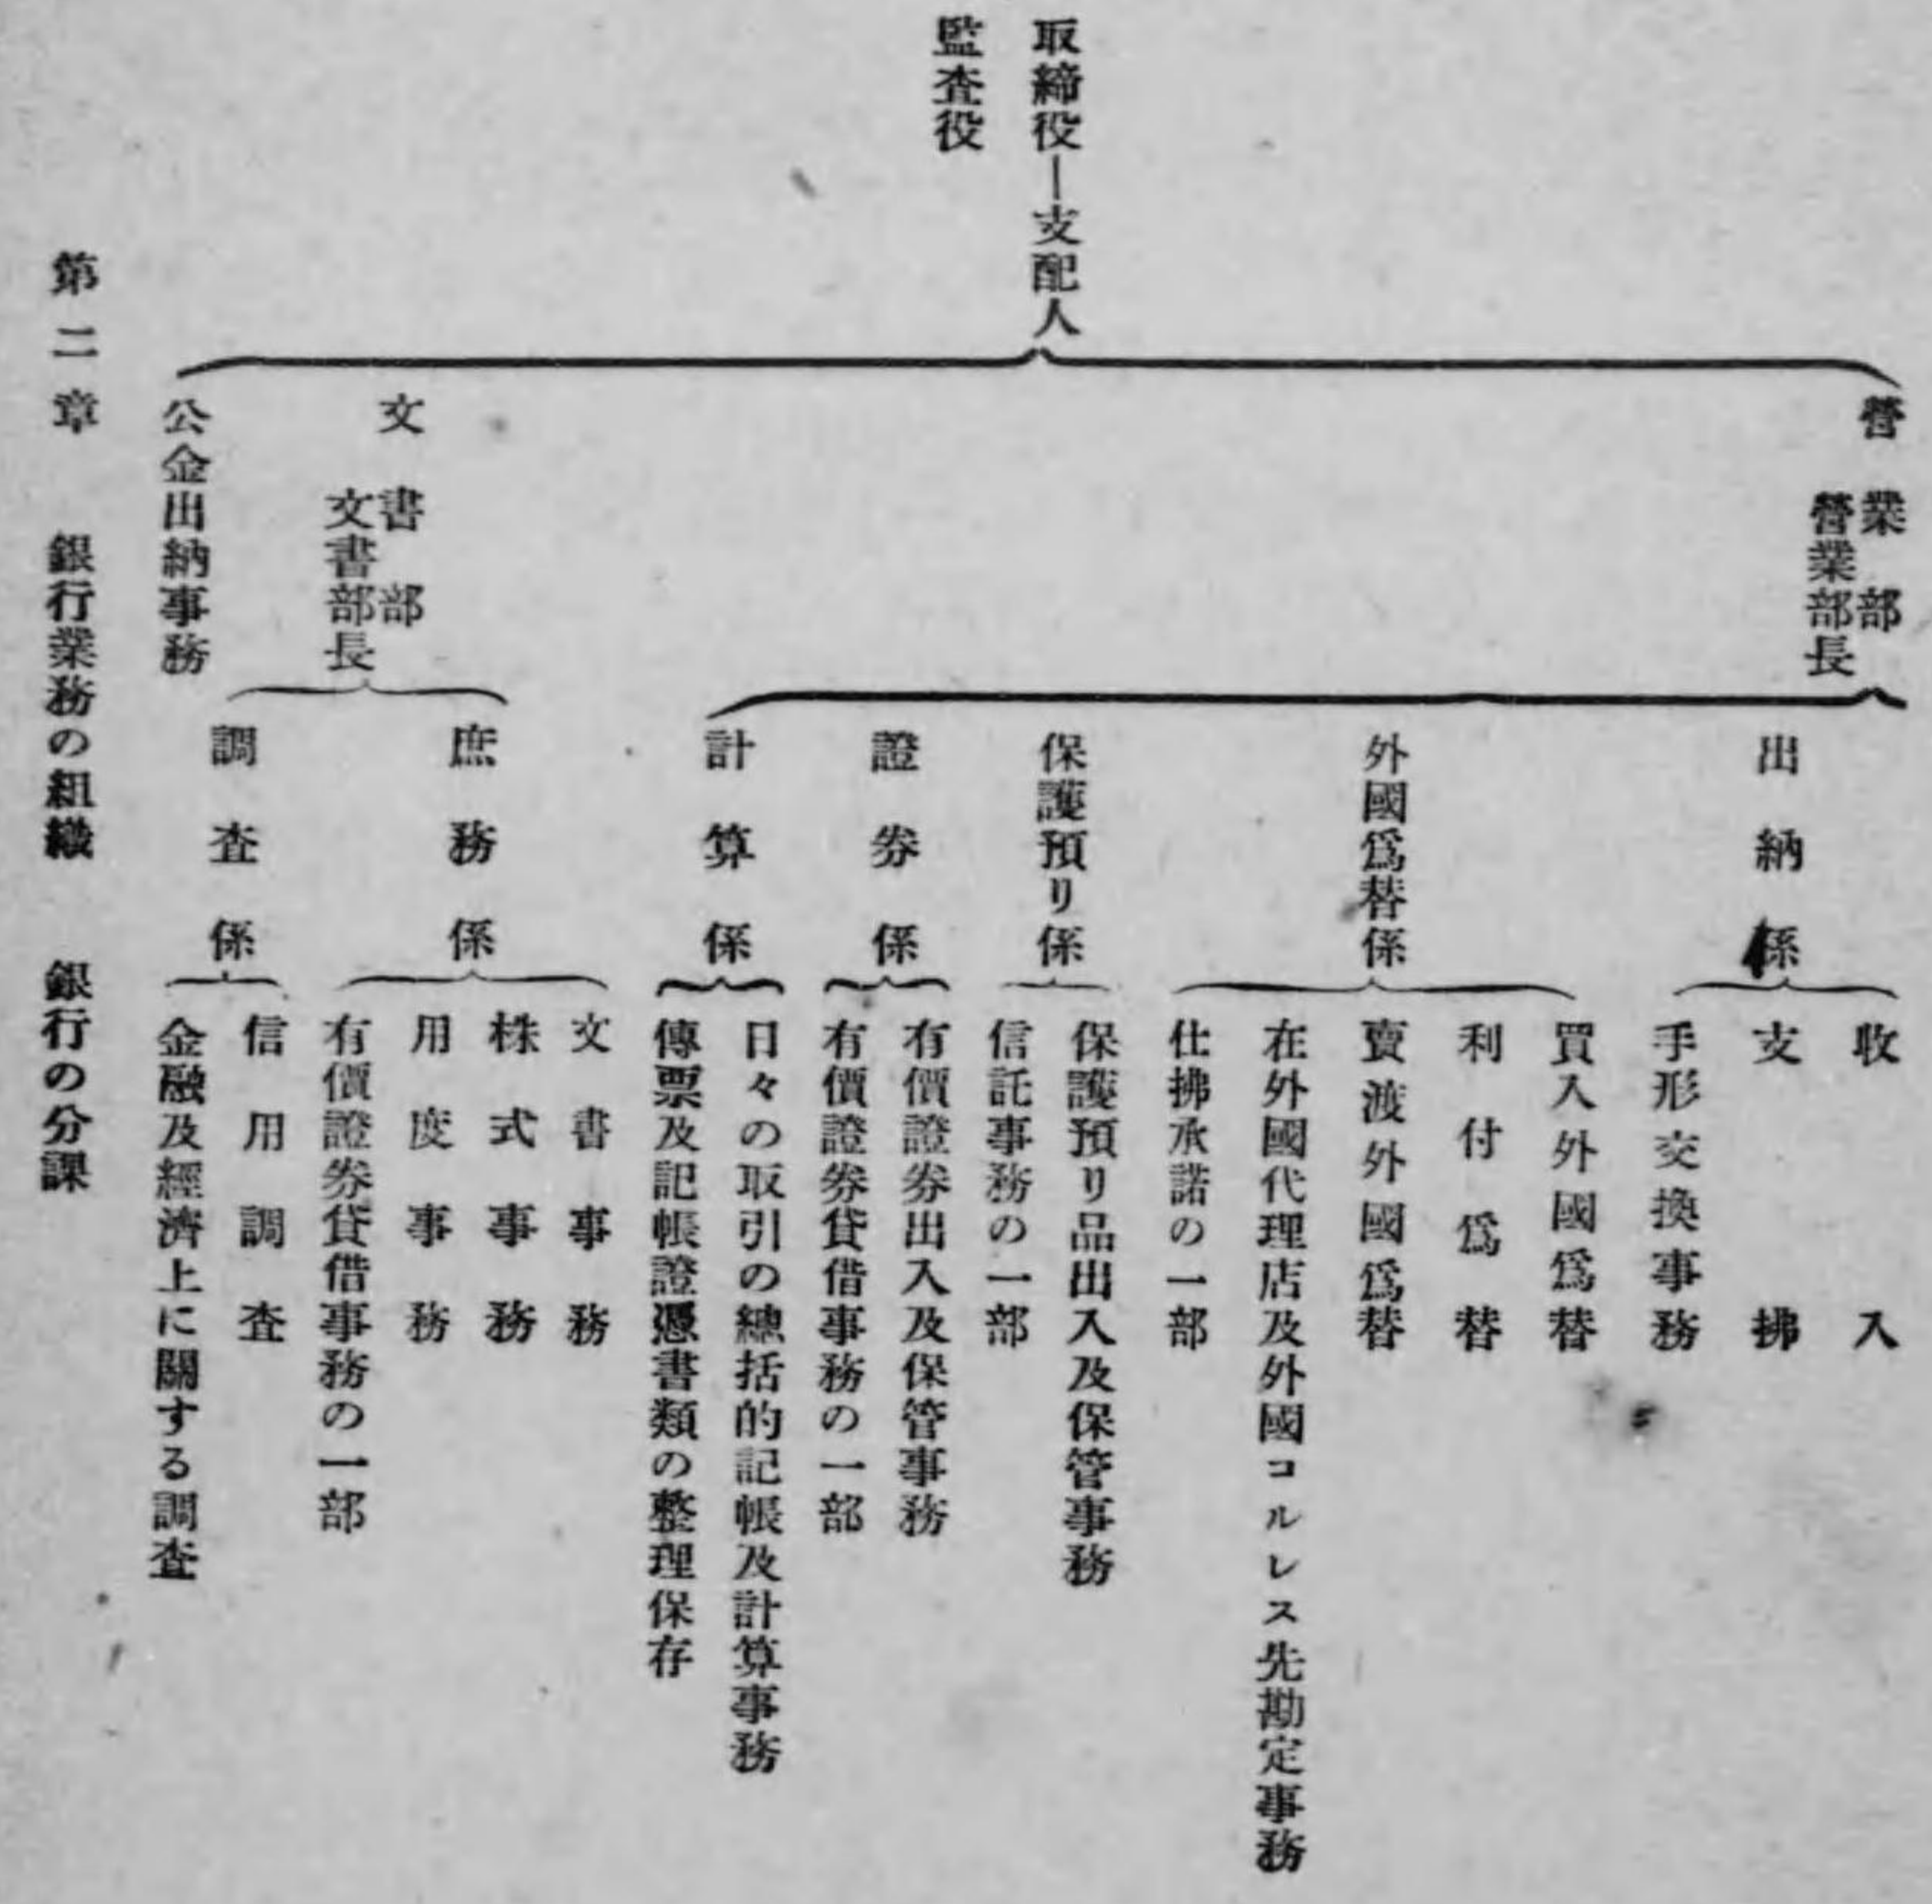 取締役―支配人
監査役
營業部
營業部長
出納係
收入
支拂
手形交換事務
外國爲替係
買入外國爲替
利付爲替
賣渡外國爲替
在外國代理店及外國コルレス先勘定事務
仕拂承諾の一部
保護預リ係
保護預リ品出入及保管事務
信託事務の一部
證券係
有價證券出入及保管事務
有價證券貸借事務の一部
計算係
日々の取引の總括的記帳及計算事務
傳票及記帳證憑書類の整理保存
文書部
文書部長
庶務係
文書事務
株式事務
用度事務
有價證券貸借事務の一部
調査係
信用調査
金融及經濟上に關する調査
公金出納事務
第二章 銀行業務の組織 銀行の分課